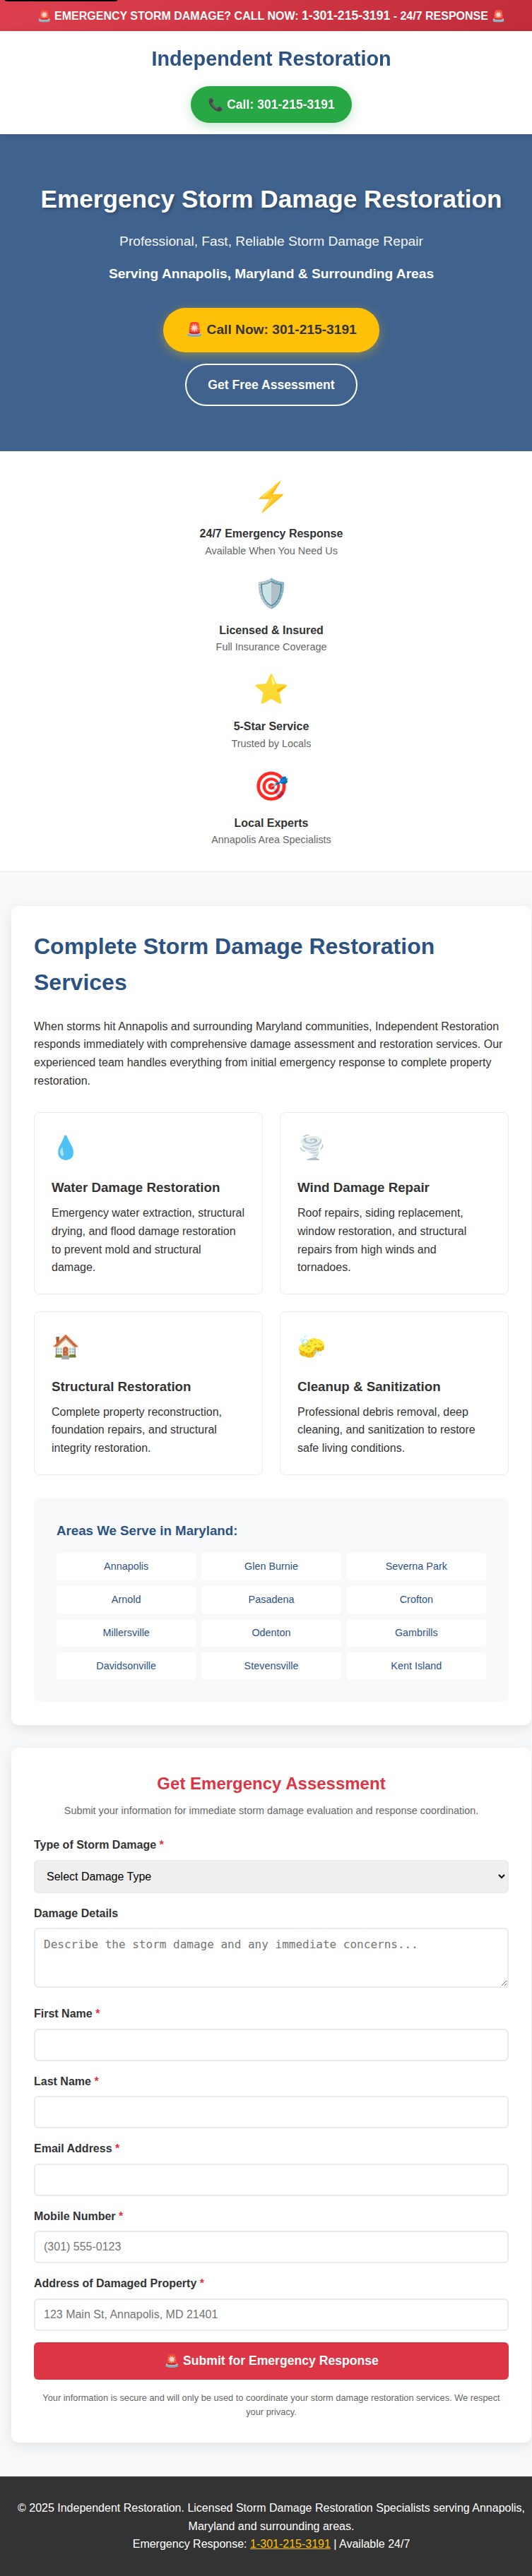 🚨 EMERGENCY STORM DAMAGE? CALL NOW: 1-301-215-3191 - 24/7 RESPONSE 🚨
Independent Restoration
📞 Call: 301-215-3191
Emergency Storm Damage Restoration
Professional, Fast, Reliable Storm Damage Repair
Serving Annapolis, Maryland & Surrounding Areas
🚨 Call Now: 301-215-3191
Get Free Assessment
24/7 Emergency Response
Available When You Need Us
Licensed & Insured
Full Insurance Coverage
5-Star Service
Trusted by Locals
Local Experts
Annapolis Area Specialists
Complete Storm Damage Restoration
Services
When storms hit Annapolis and surrounding Maryland communities, Independent Restoration
responds immediately with comprehensive damage assessment and restoration services. Our
experienced team handles everything from initial emergency response to complete property
restoration.
Water Damage Restoration
Emergency water extraction, structural
drying, and flood damage restoration
to prevent mold and structural
damage.
Wind Damage Repair
Roof repairs, siding replacement,
window restoration, and structural
repairs from high winds and
tornadoes.
Structural Restoration
Complete property reconstruction,
foundation repairs, and structural
integrity restoration.
Cleanup & Sanitization
Professional debris removal, deep
cleaning, and sanitization to restore
safe living conditions.
Areas We Serve in Maryland:
Annapolis
Glen Burnie
Severna Park
Arnold
Pasadena
Crofton
Millersville
Odenton
Gambrills
Davidsonville
Stevensville
Kent Island
Get Emergency Assessment
Submit your information for immediate storm damage evaluation and response coordination.
Type of Storm Damage *
Select Damage Type
Damage Details
Describe the storm damage and any immediate concerns...
First Name *
Last Name *
Email Address *
Mobile Number *
(301) 555-0123
Address of Damaged Property *
123 Main St, Annapolis, MD 21401
🚨 Submit for Emergency Response
Your information is secure and will only be used to coordinate your storm damage restoration services. We respect
your privacy.
© 2025 Independent Restoration. Licensed Storm Damage Restoration Specialists serving Annapolis,
Maryland and surrounding areas.
Emergency Response: 1-301-215-3191 | Available 24/7